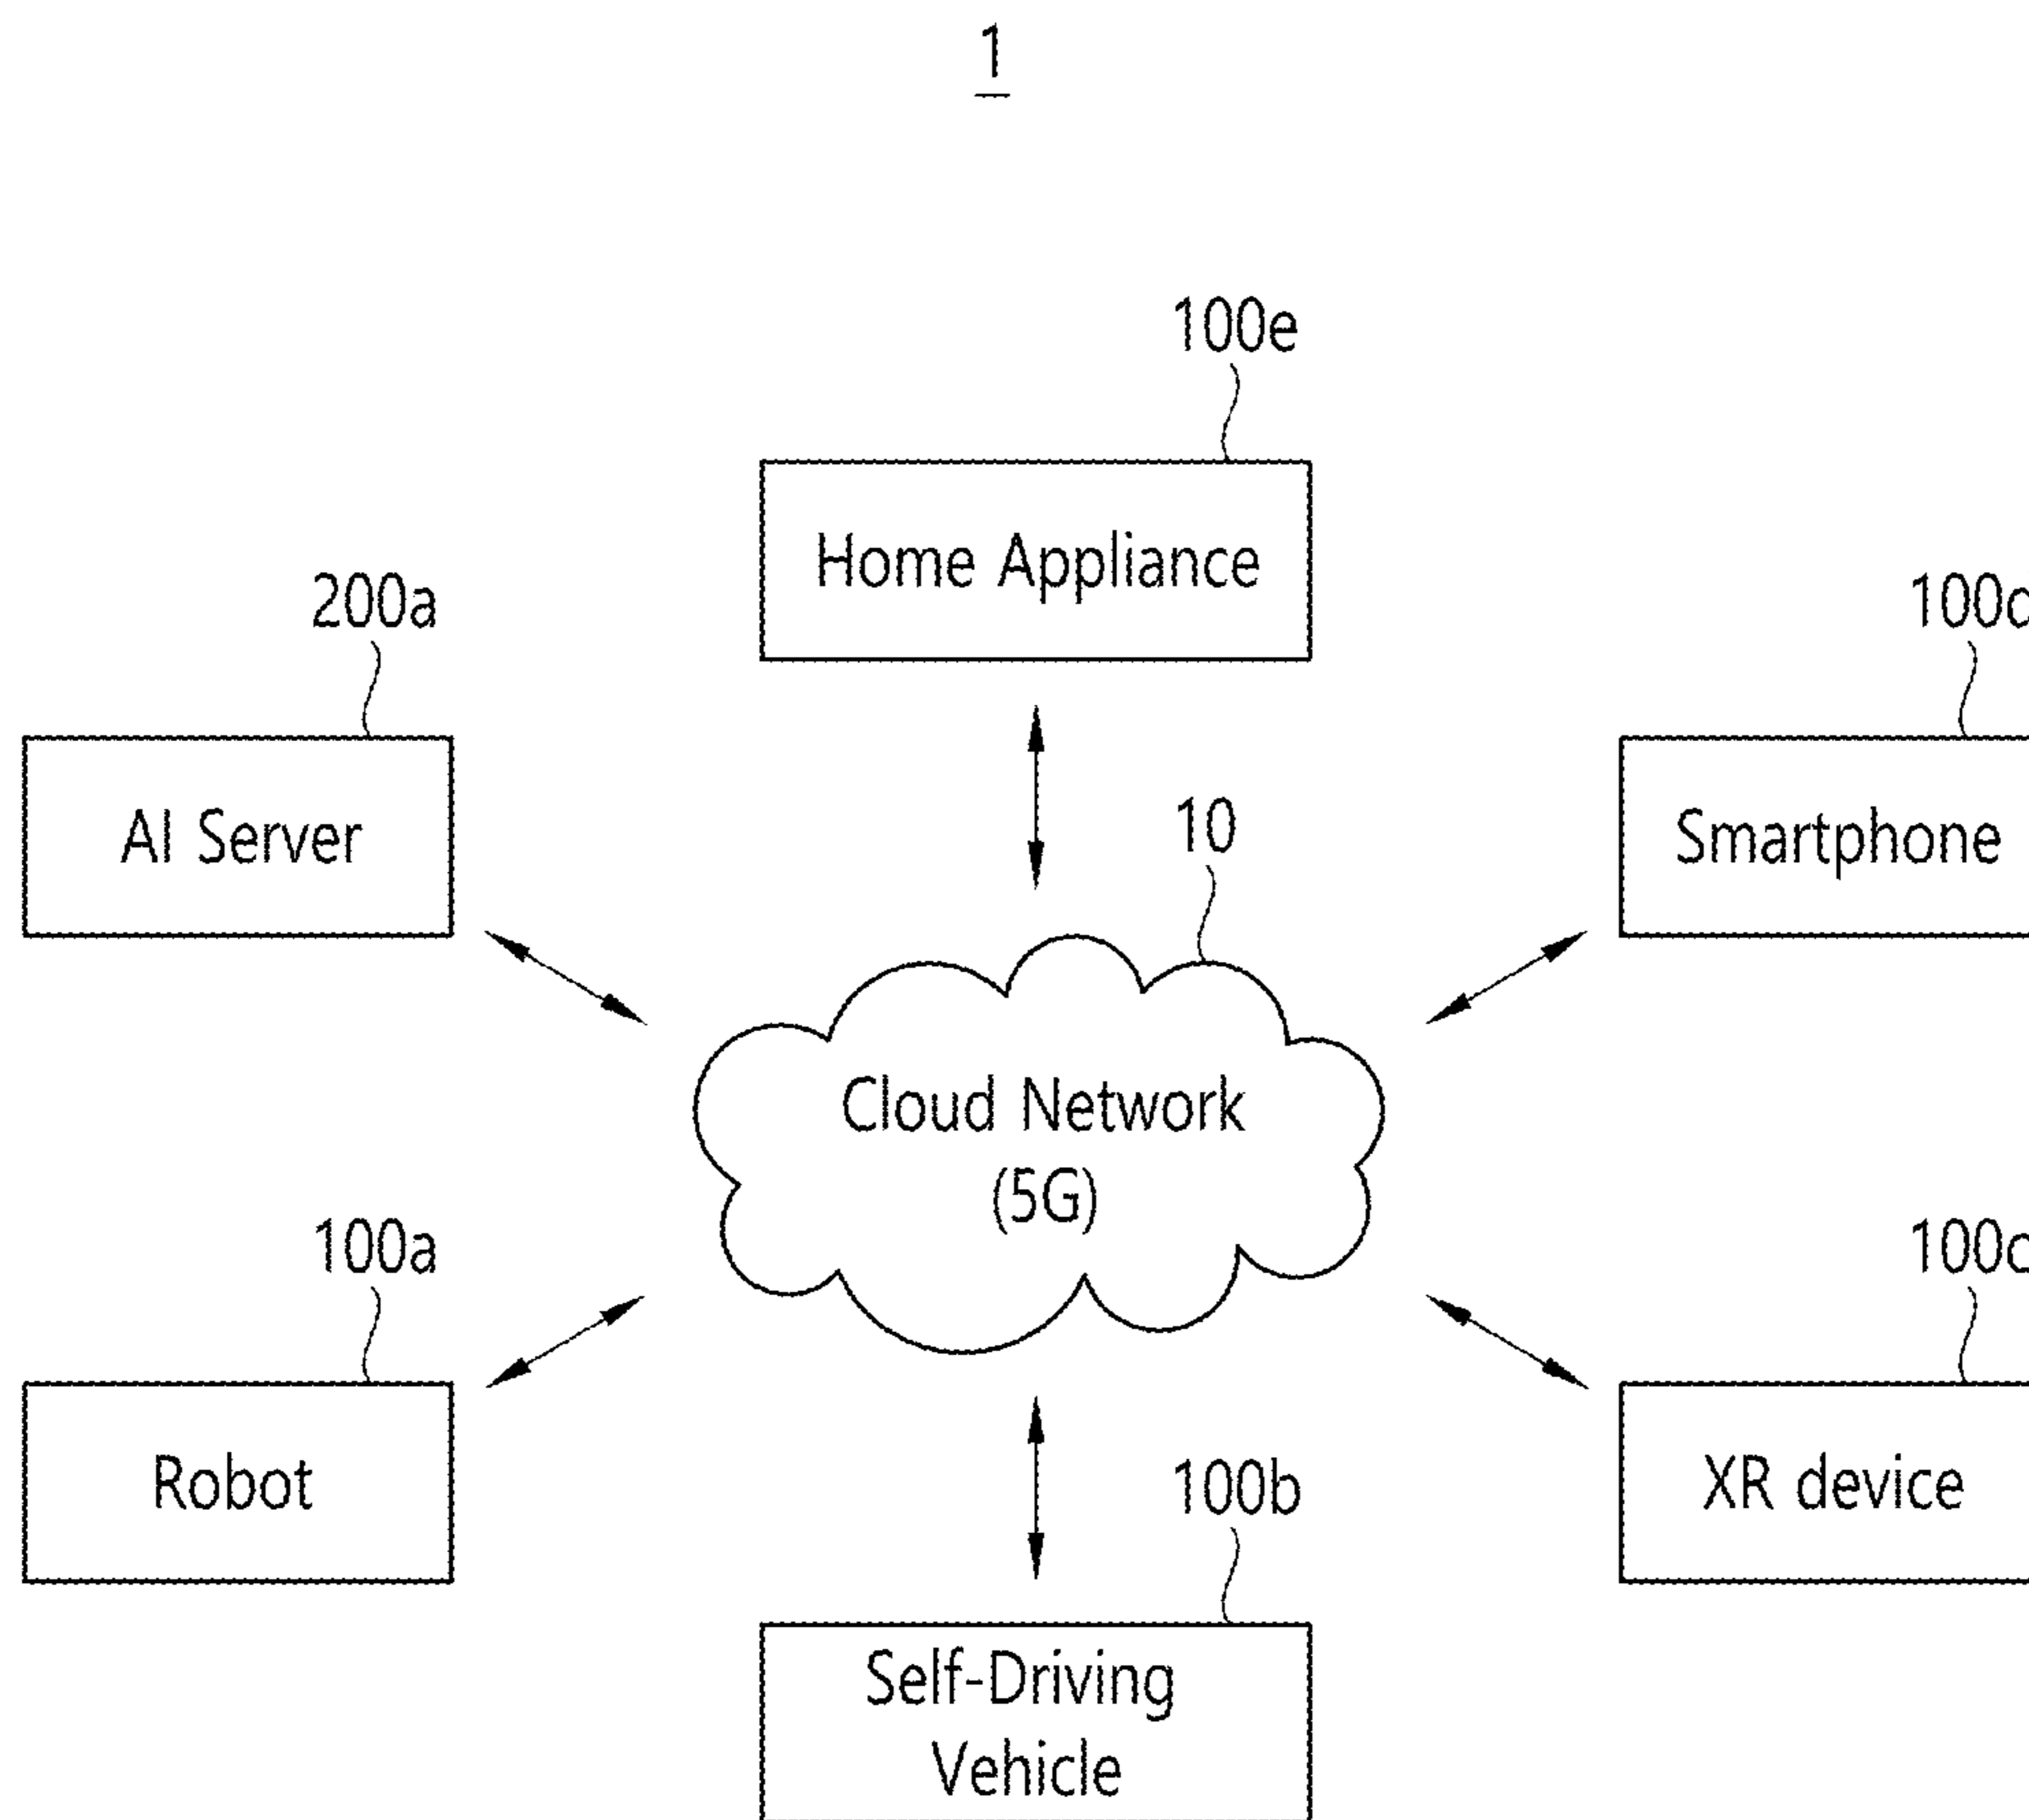 1
100e
Home Appliance
200a
AI Server
Smartphone
10
Cloud Network
(5G)
100a
Robot
XR device
100b
Self-Driving
Vehicle